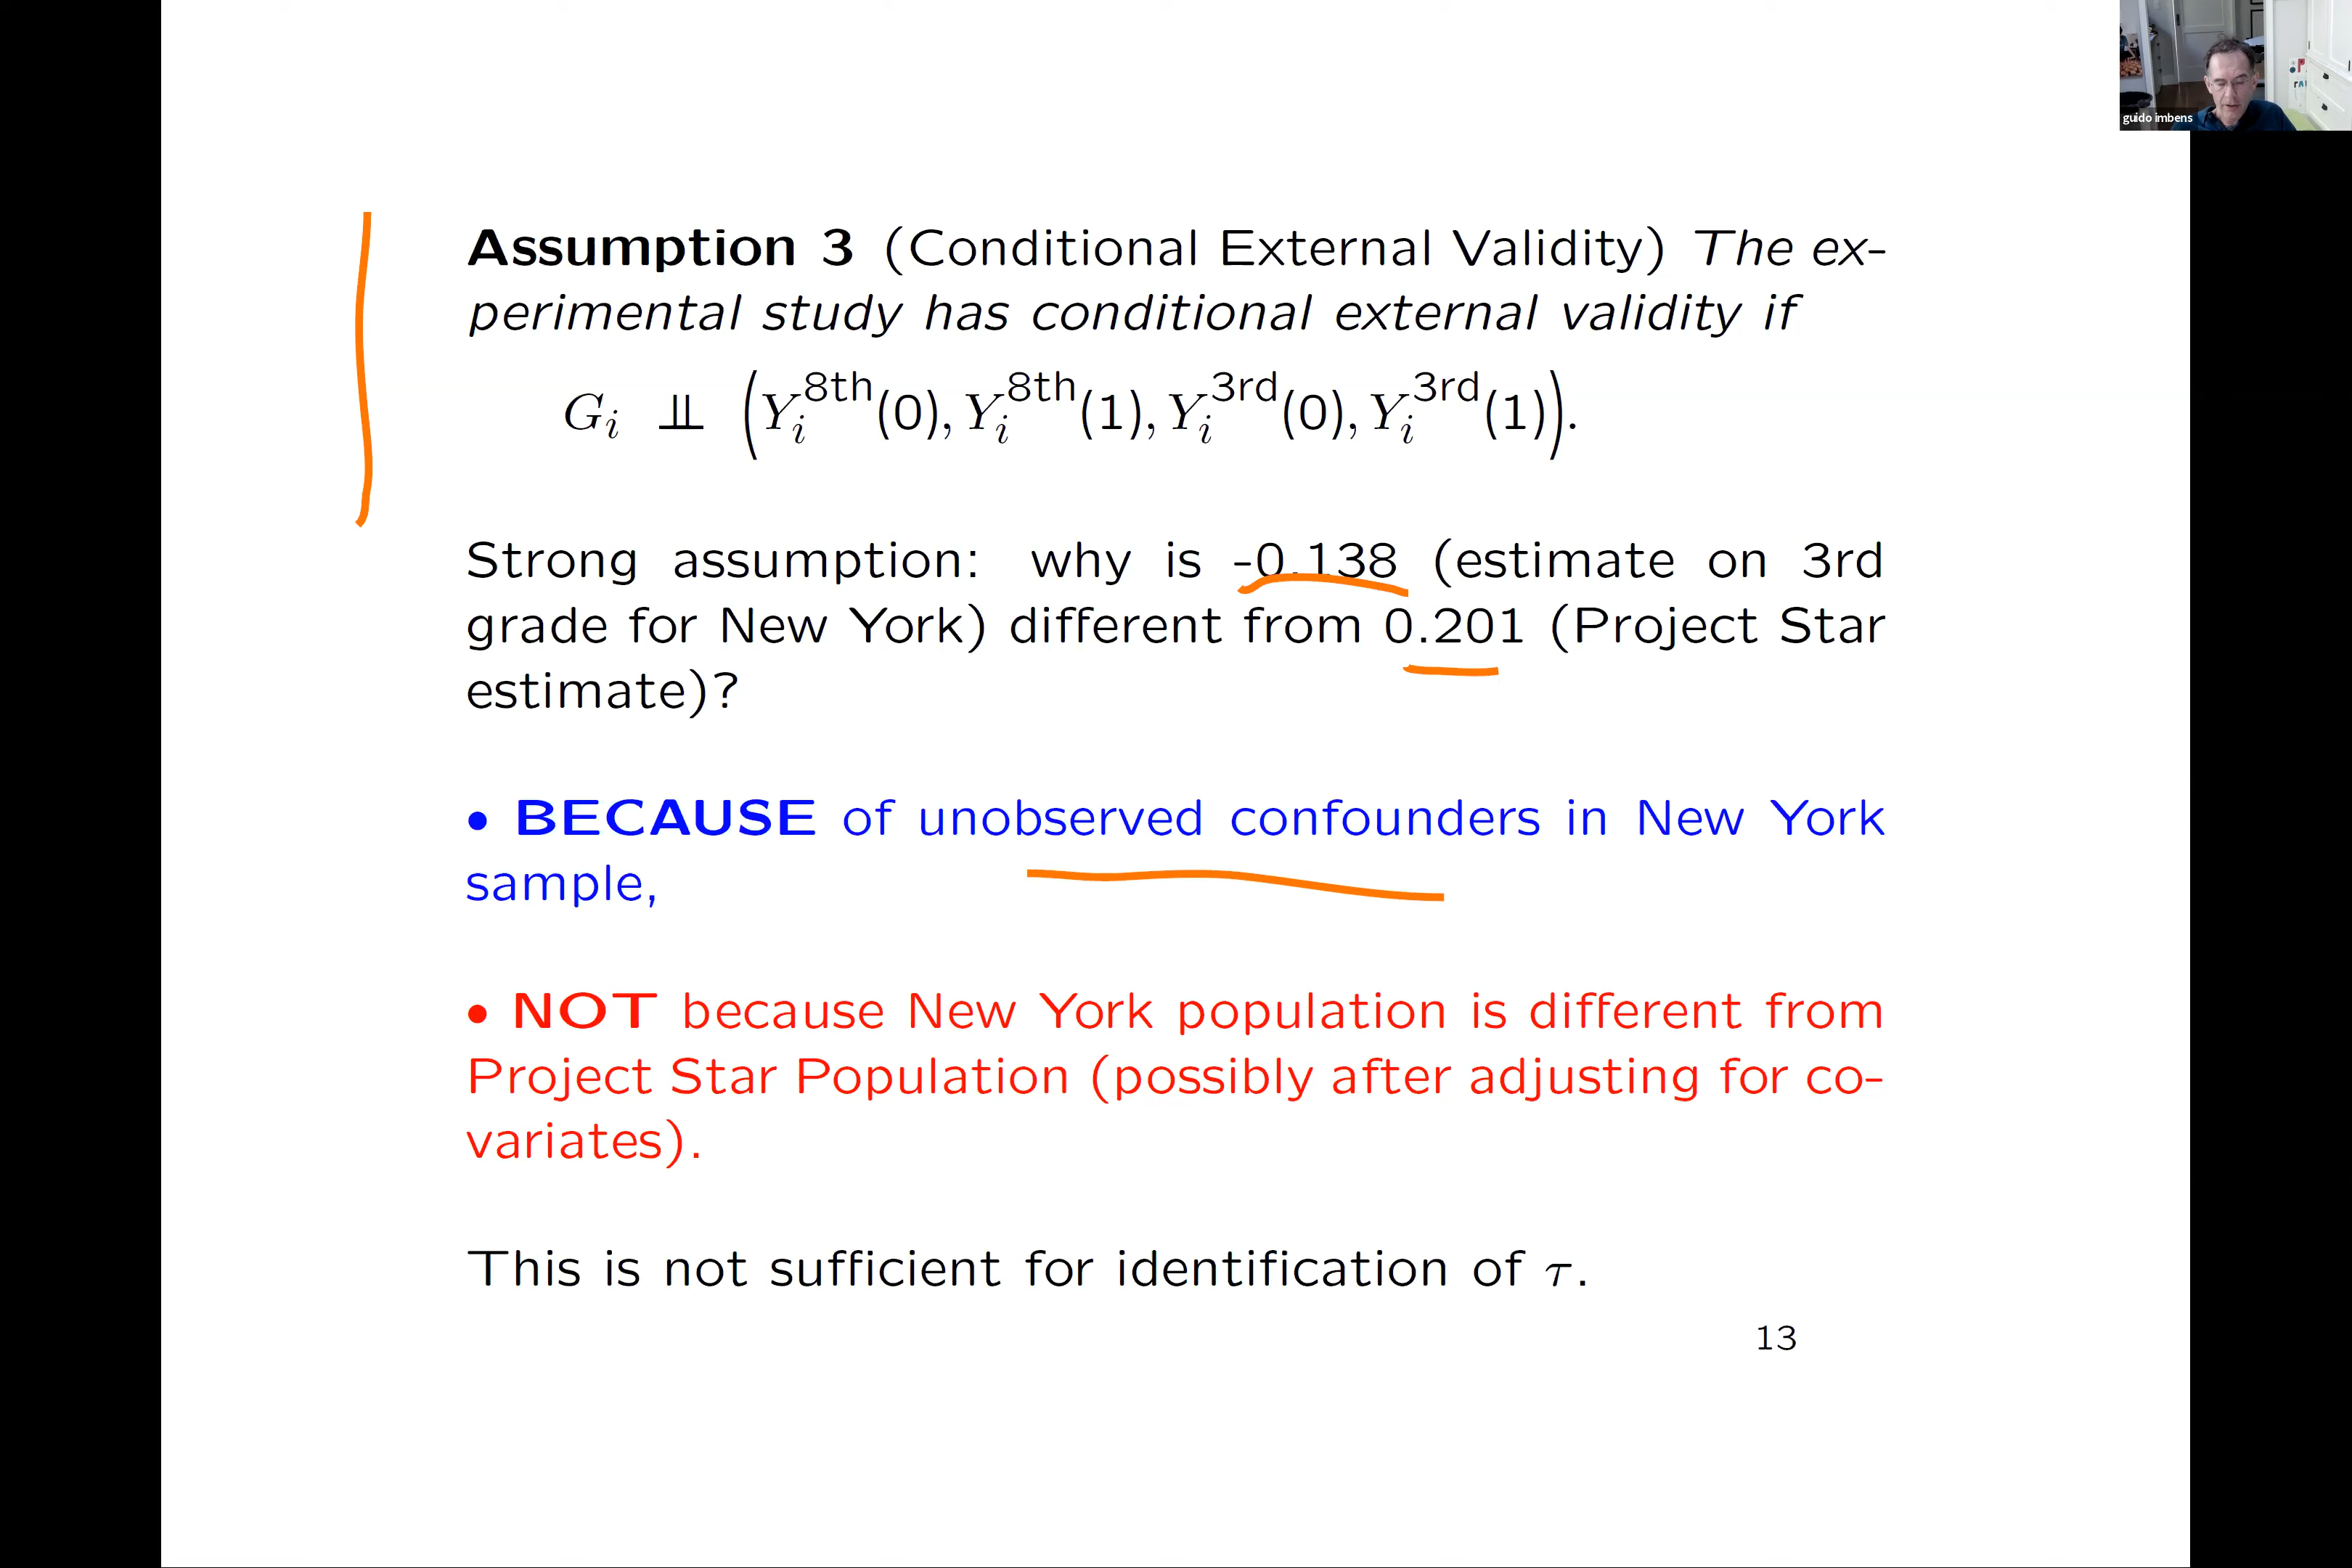 guido imbens
Assumption 3 (Conditional External Validity) The ex-
perimental study has conditional external validity if
G_i ⫫ (Y_i^{8th}(0), Y_i^{8th}(1), Y_i^{3rd}(0), Y_i^{3rd}(1)).
Strong assumption: why is -0.138 (estimate on 3rd
grade for New York) different from 0.201 (Project Star
estimate)?
• BECAUSE of unobserved confounders in New York
sample,
• NOT because New York population is different from
Project Star Population (possibly after adjusting for co-
variates).
This is not sufficient for identification of τ.
13